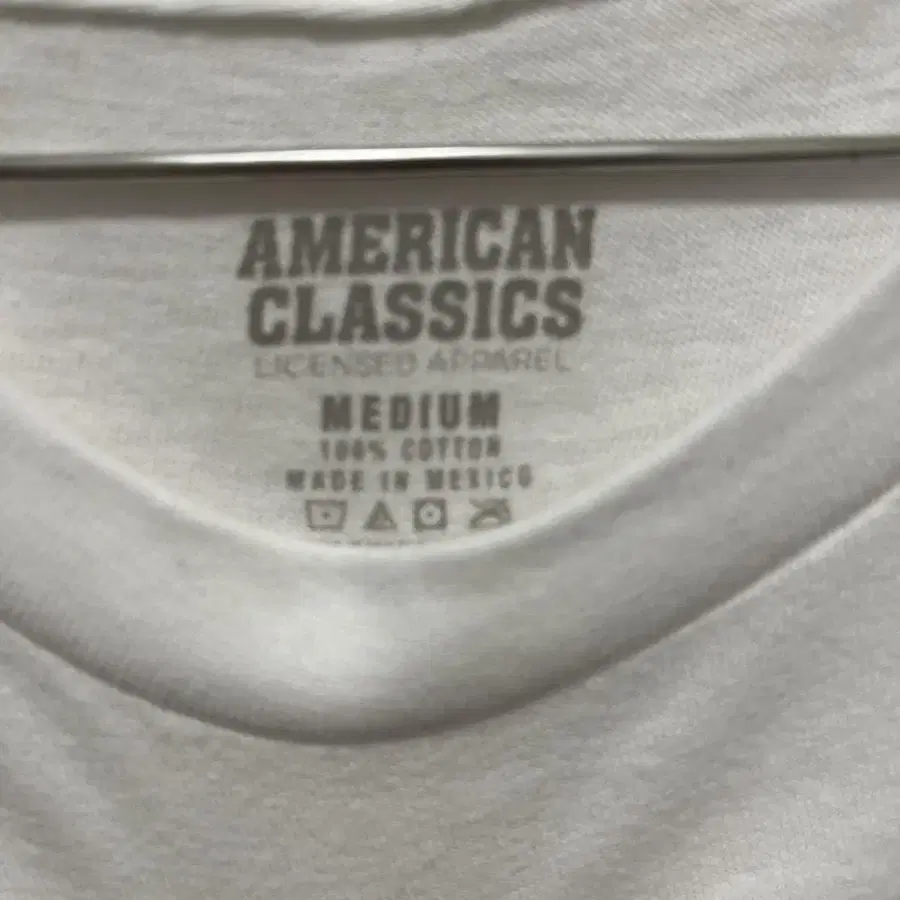 AMERICAN
CLASSICS
LICENSED APPAREL
MEDIUM
100% COTTON
MADE IN MEXICO